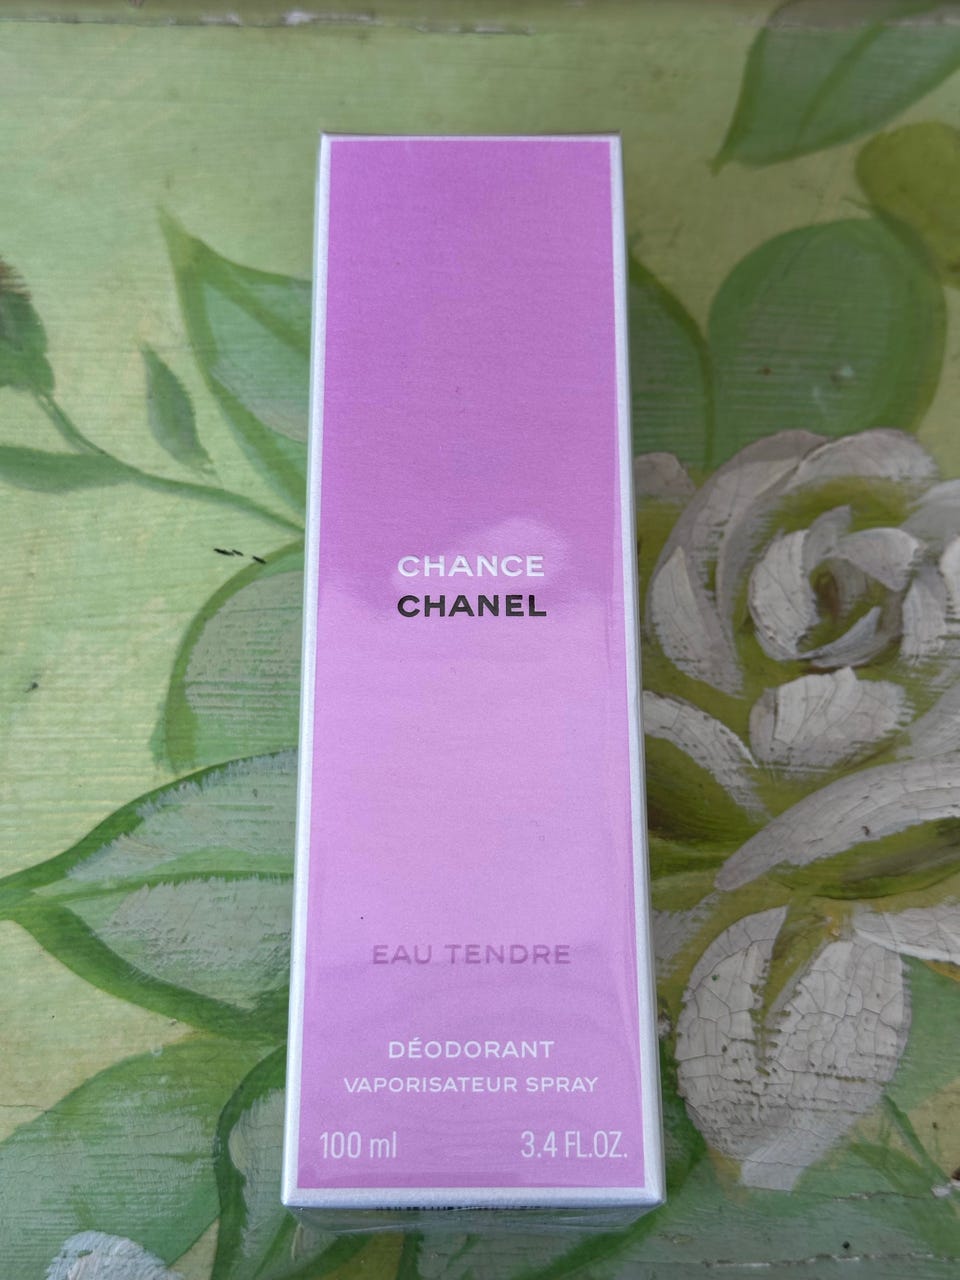 CHANCE
CHANEL
EAU TENDRE
DÉODORANT
VAPORISATEUR SPRAY
100 ml 3.4 FL.OZ.